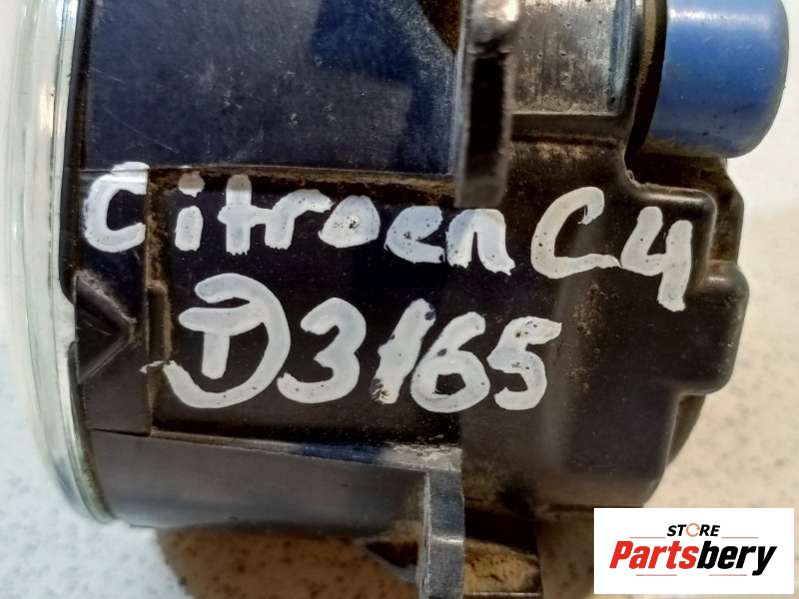 Citroen C4
T 3165
STORE
Partsbery